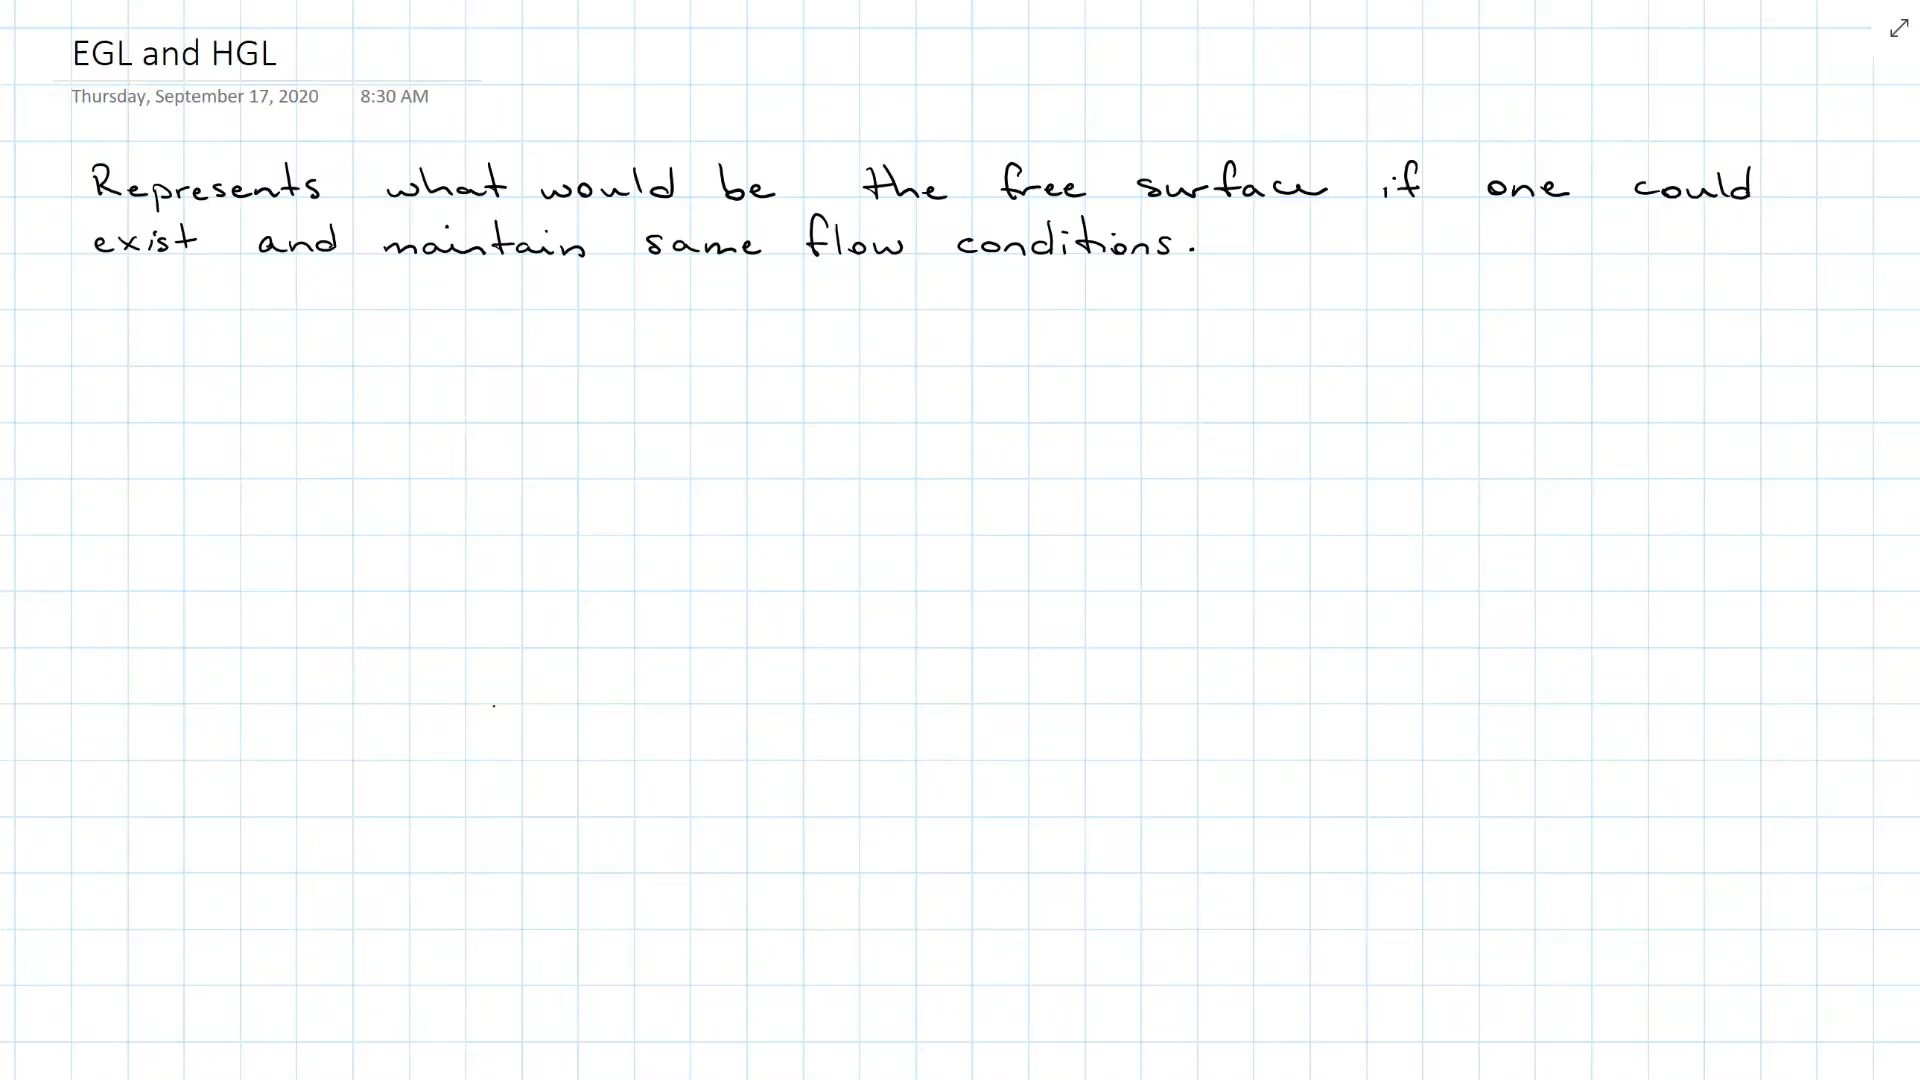 EGL and HGL
Thursday, September 17, 2020 8:30 AM
Represents what would be the free surface if one could
exist and maintain same flow conditions.